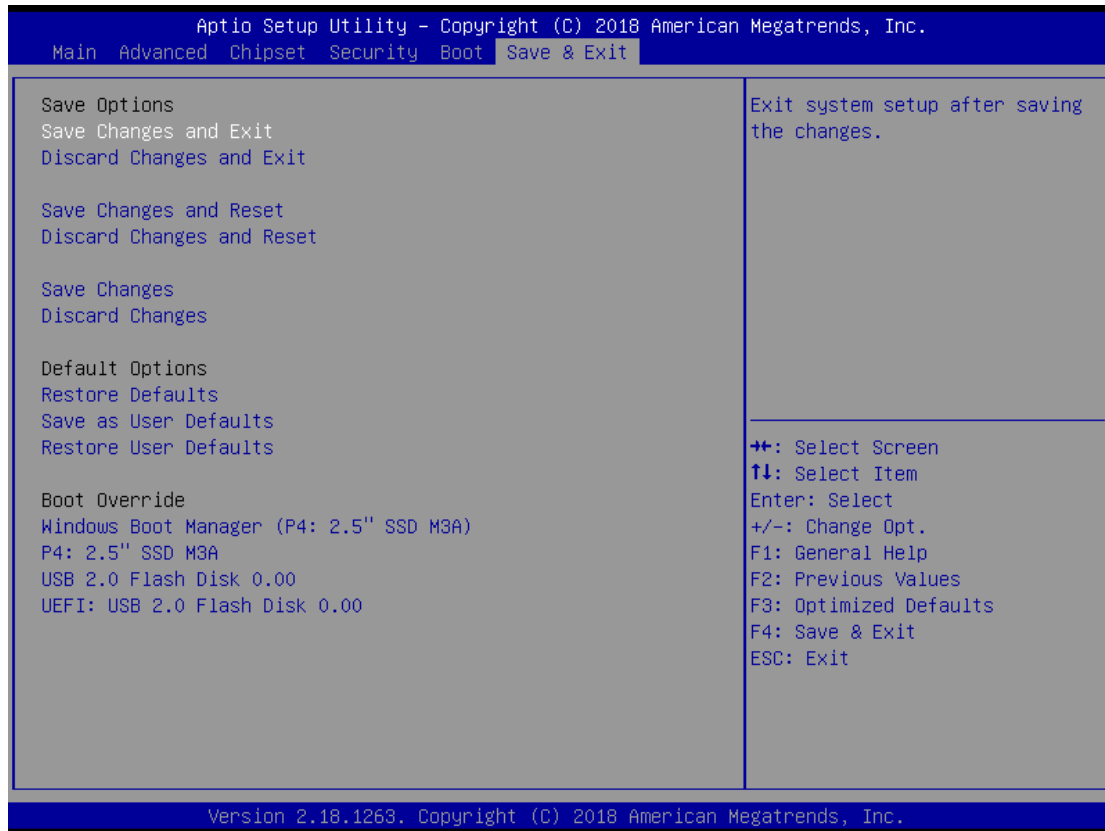 Aptio Setup Utility – Copyright (C) 2018 American Megatrends, Inc.
Main Advanced Chipset Security Boot Save & Exit
Save Options
Save Changes and Exit
Discard Changes and Exit
Save Changes and Reset
Discard Changes and Reset
Save Changes
Discard Changes
Default Options
Restore Defaults
Save as User Defaults
Restore User Defaults
Boot Override
Windows Boot Manager (P4: 2.5" SSD M3A)
P4: 2.5" SSD M3A
USB 2.0 Flash Disk 0.00
UEFI: USB 2.0 Flash Disk 0.00
Exit system setup after saving
the changes.
→←: Select Screen
↑↓: Select Item
Enter: Select
+/-: Change Opt.
F1: General Help
F2: Previous Values
F3: Optimized Defaults
F4: Save & Exit
ESC: Exit
Version 2.18.1263. Copyright (C) 2018 American Megatrends, Inc.